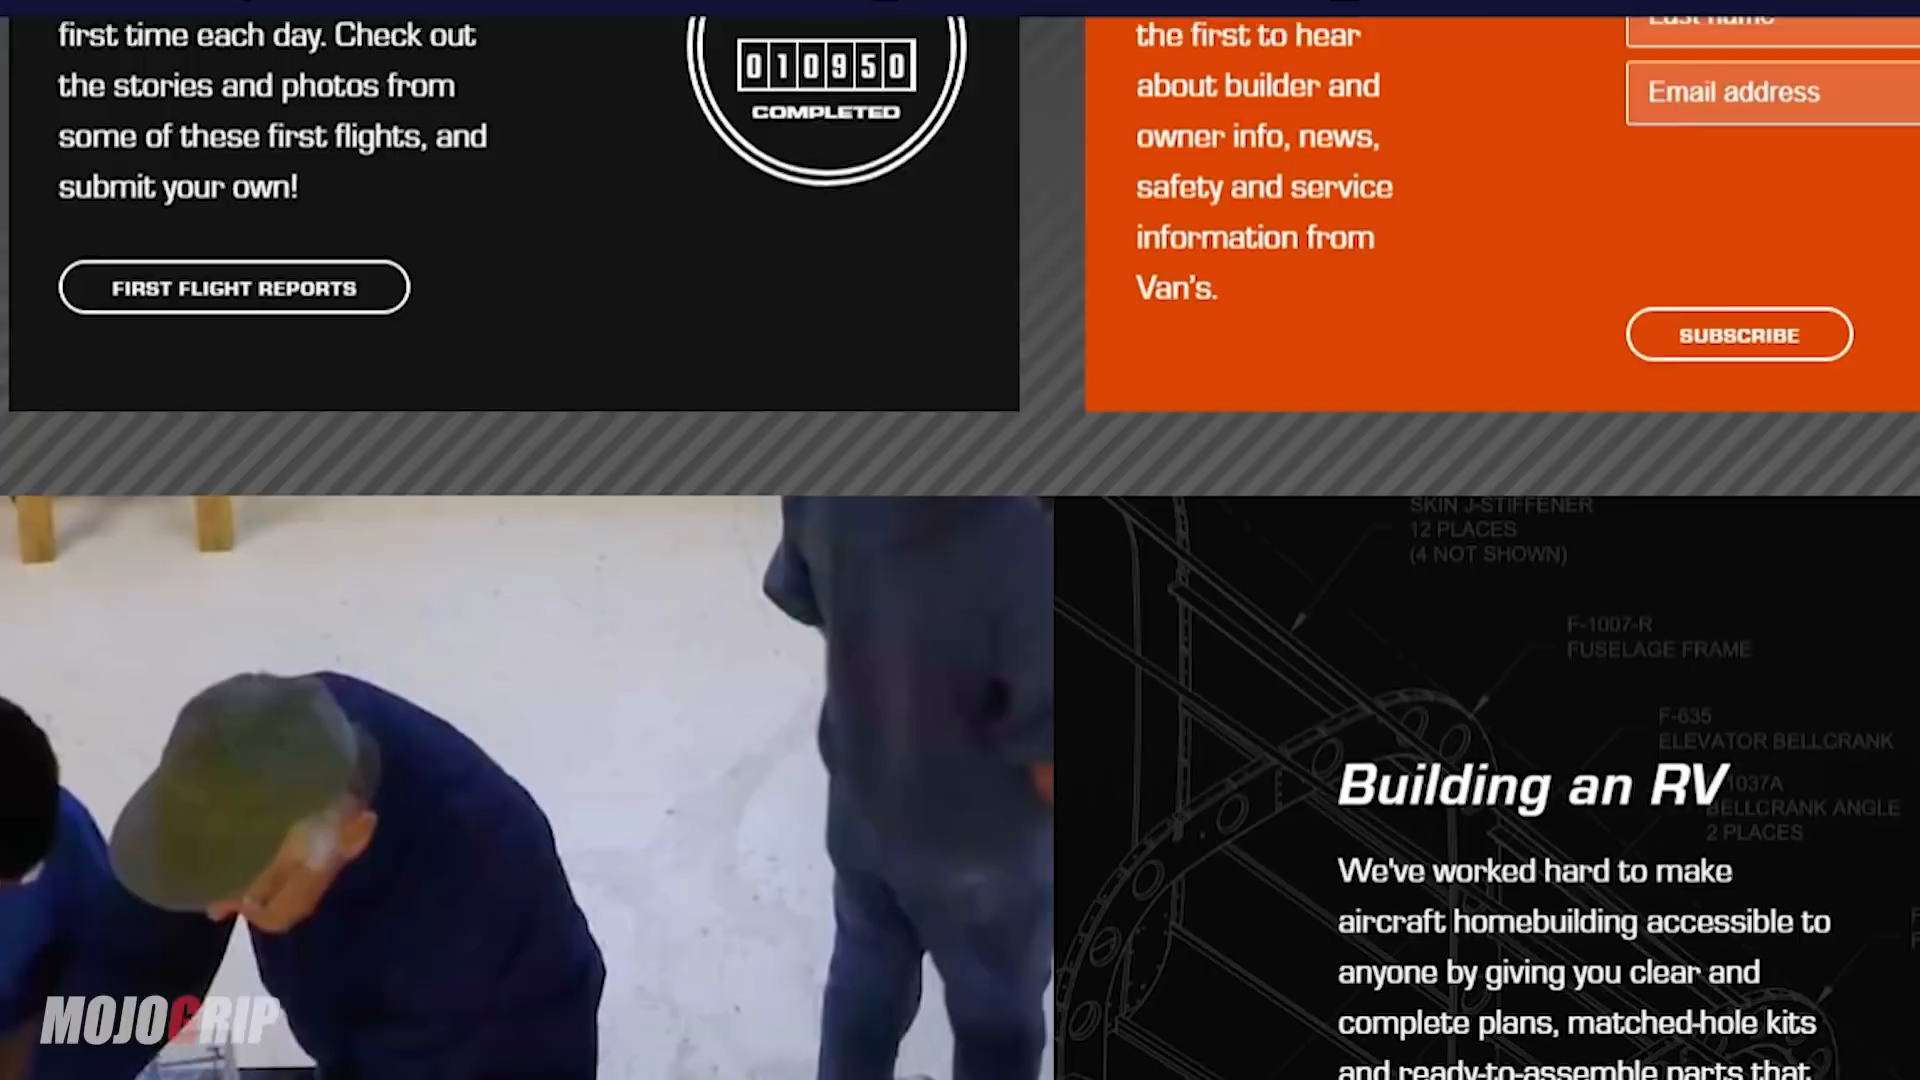 first time each day. Check out
the stories and photos from
some of these first flights, and
submit your own!
FIRST FLIGHT REPORTS
010950
COMPLETED
the first to hear
about builder and
owner info, news,
safety and service
information from
Van's.
Last name
Email address
SUBSCRIBE
SKIN J-STIFFENER
12 PLACES
(4 NOT SHOWN)
F-1007-R
FUSELAGE FRAME
F-635
ELEVATOR BELLCRANK
1037A
BELLCRANK ANGLE
2 PLACES
Building an RV
We've worked hard to make
aircraft homebuilding accessible to
anyone by giving you clear and
complete plans, matched-hole kits
and ready-to-assemble parts that
MOJOGRIP